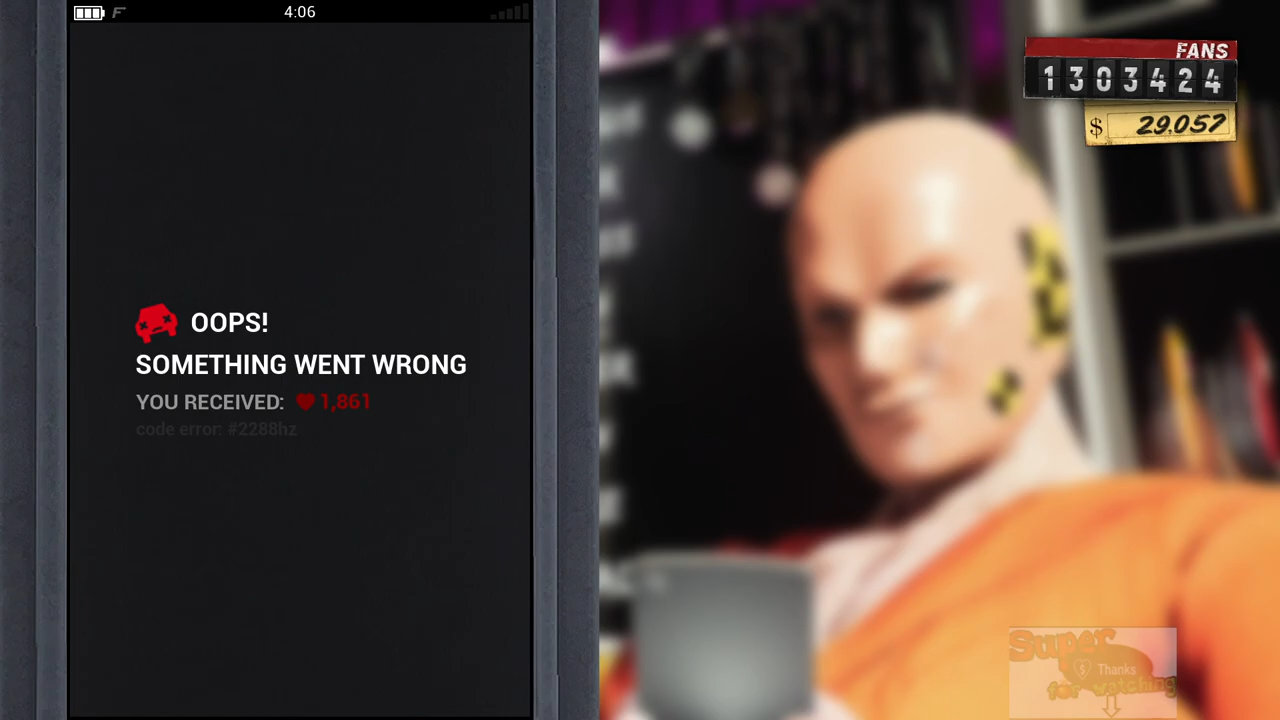 F 4:06
FANS
1303424
$ 29.057
OOPS!
SOMETHING WENT WRONG
YOU RECEIVED: 1,861
code error: #2288hz
Super
$ Thanks
for watching